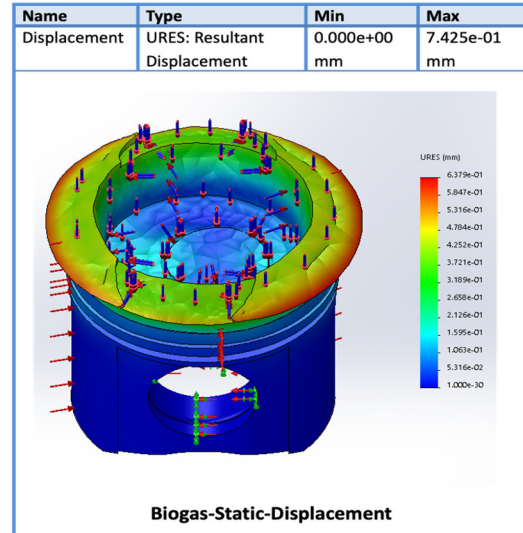 Name Type Min Max
Displacement URES: Resultant 0.000e+00 7.425e-01
Displacement mm mm
URES (mm)
6.379e-01
5.847e-01
5.316e-01
4.784e-01
4.252e-01
3.721e-01
3.189e-01
2.658e-01
2.126e-01
1.595e-01
1.063e-01
5.316e-02
1.000e-30
Biogas-Static-Displacement